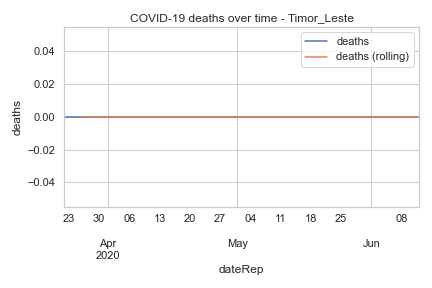 COVID-19 deaths over time - Timor_Leste
deaths
deaths (rolling)
0.04
0.02
0.00
−0.02
−0.04
deaths
23 30 06 13 20 27 04 11 18 25 08
Apr May Jun
2020
dateRep